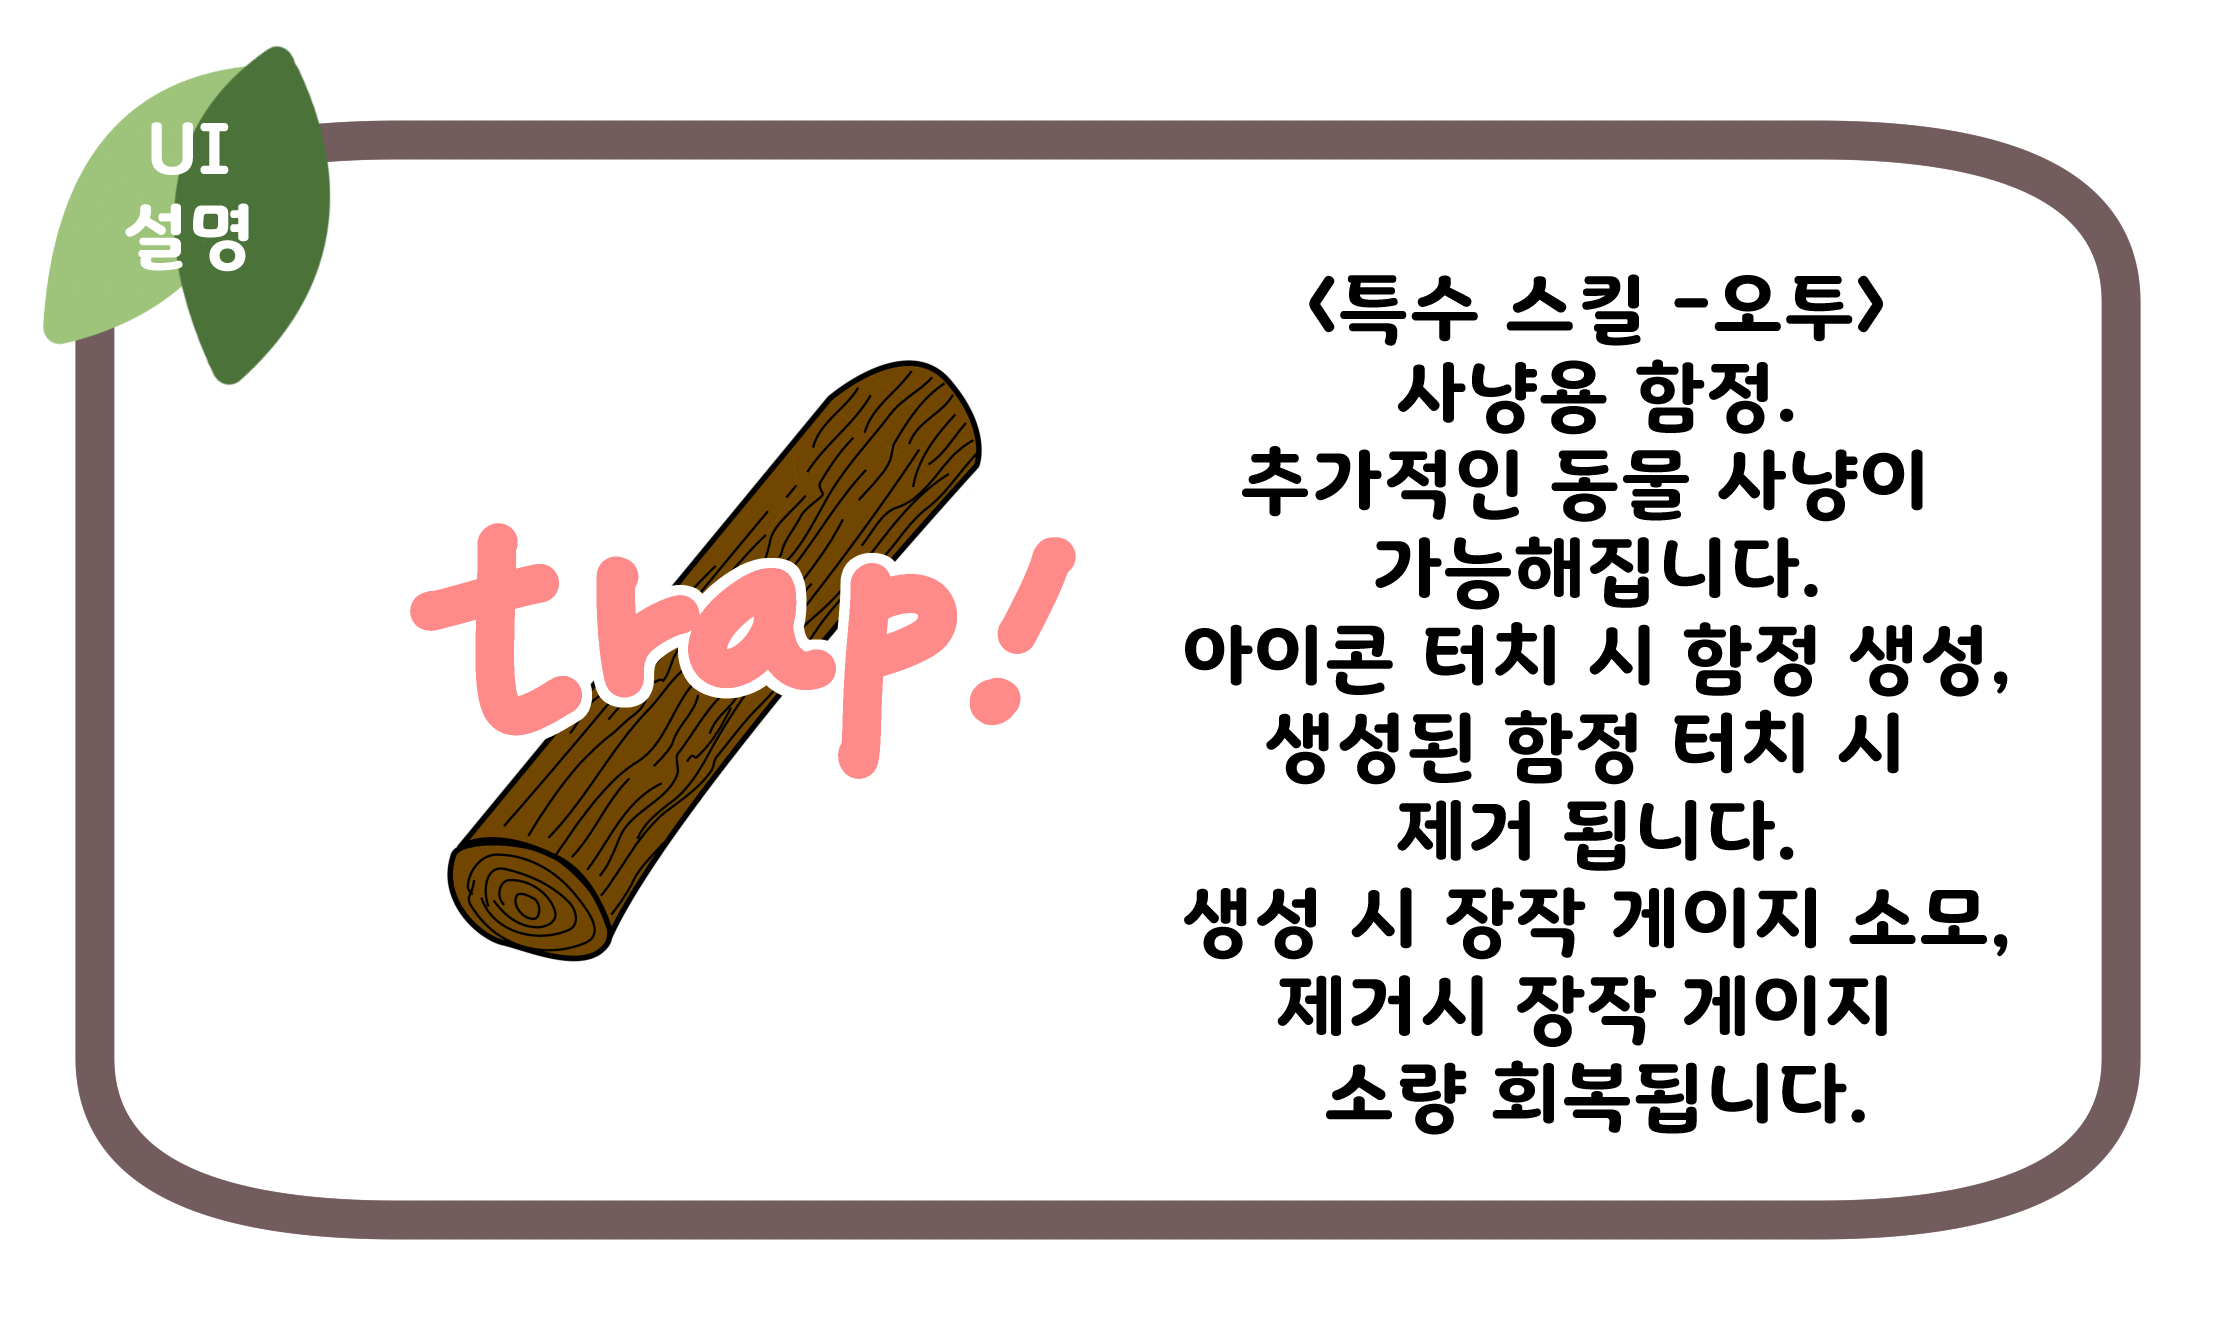 UI
설명
<특수 스킬 -오투>
사냥용 함정.
추가적인 동물 사냥이
가능해집니다.
아이콘 터치 시 함정 생성,
생성된 함정 터치 시
제거 됩니다.
생성 시 장작 게이지 소모,
제거시 장작 게이지
소량 회복됩니다.
trap!